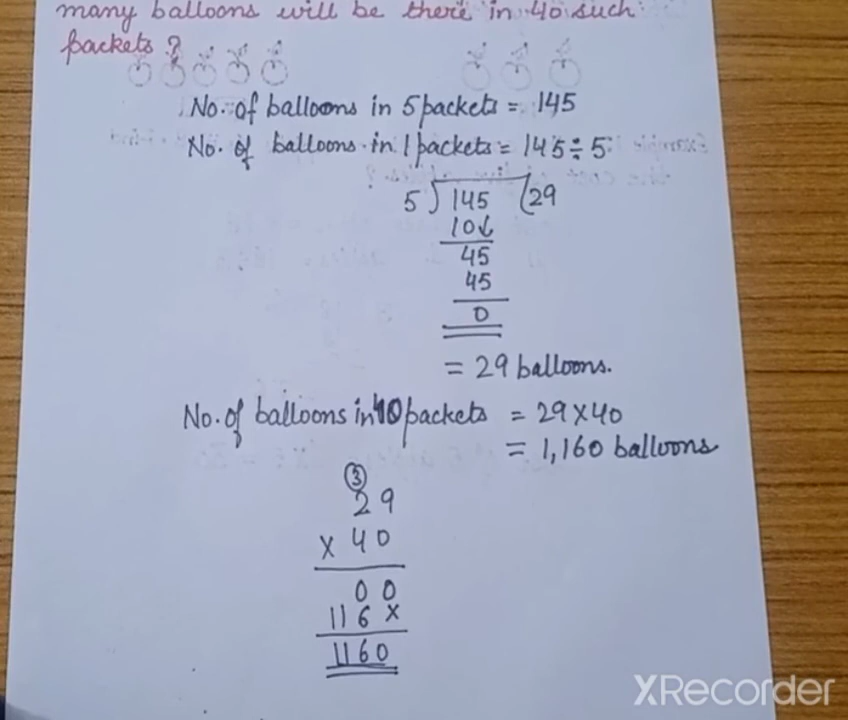 many balloons will be there in 40 such
packets ?
No. of balloons in 5 packets = 145
No. of balloons in 1 packets = 145 ÷ 5
5 ) 145 ( 29
10↓
45
45
0
= 29 balloons.
No. of balloons in 40 packets = 29 × 40
= 1,160 balloons
3
29
× 40
00
116 ×
1160
XRecorder